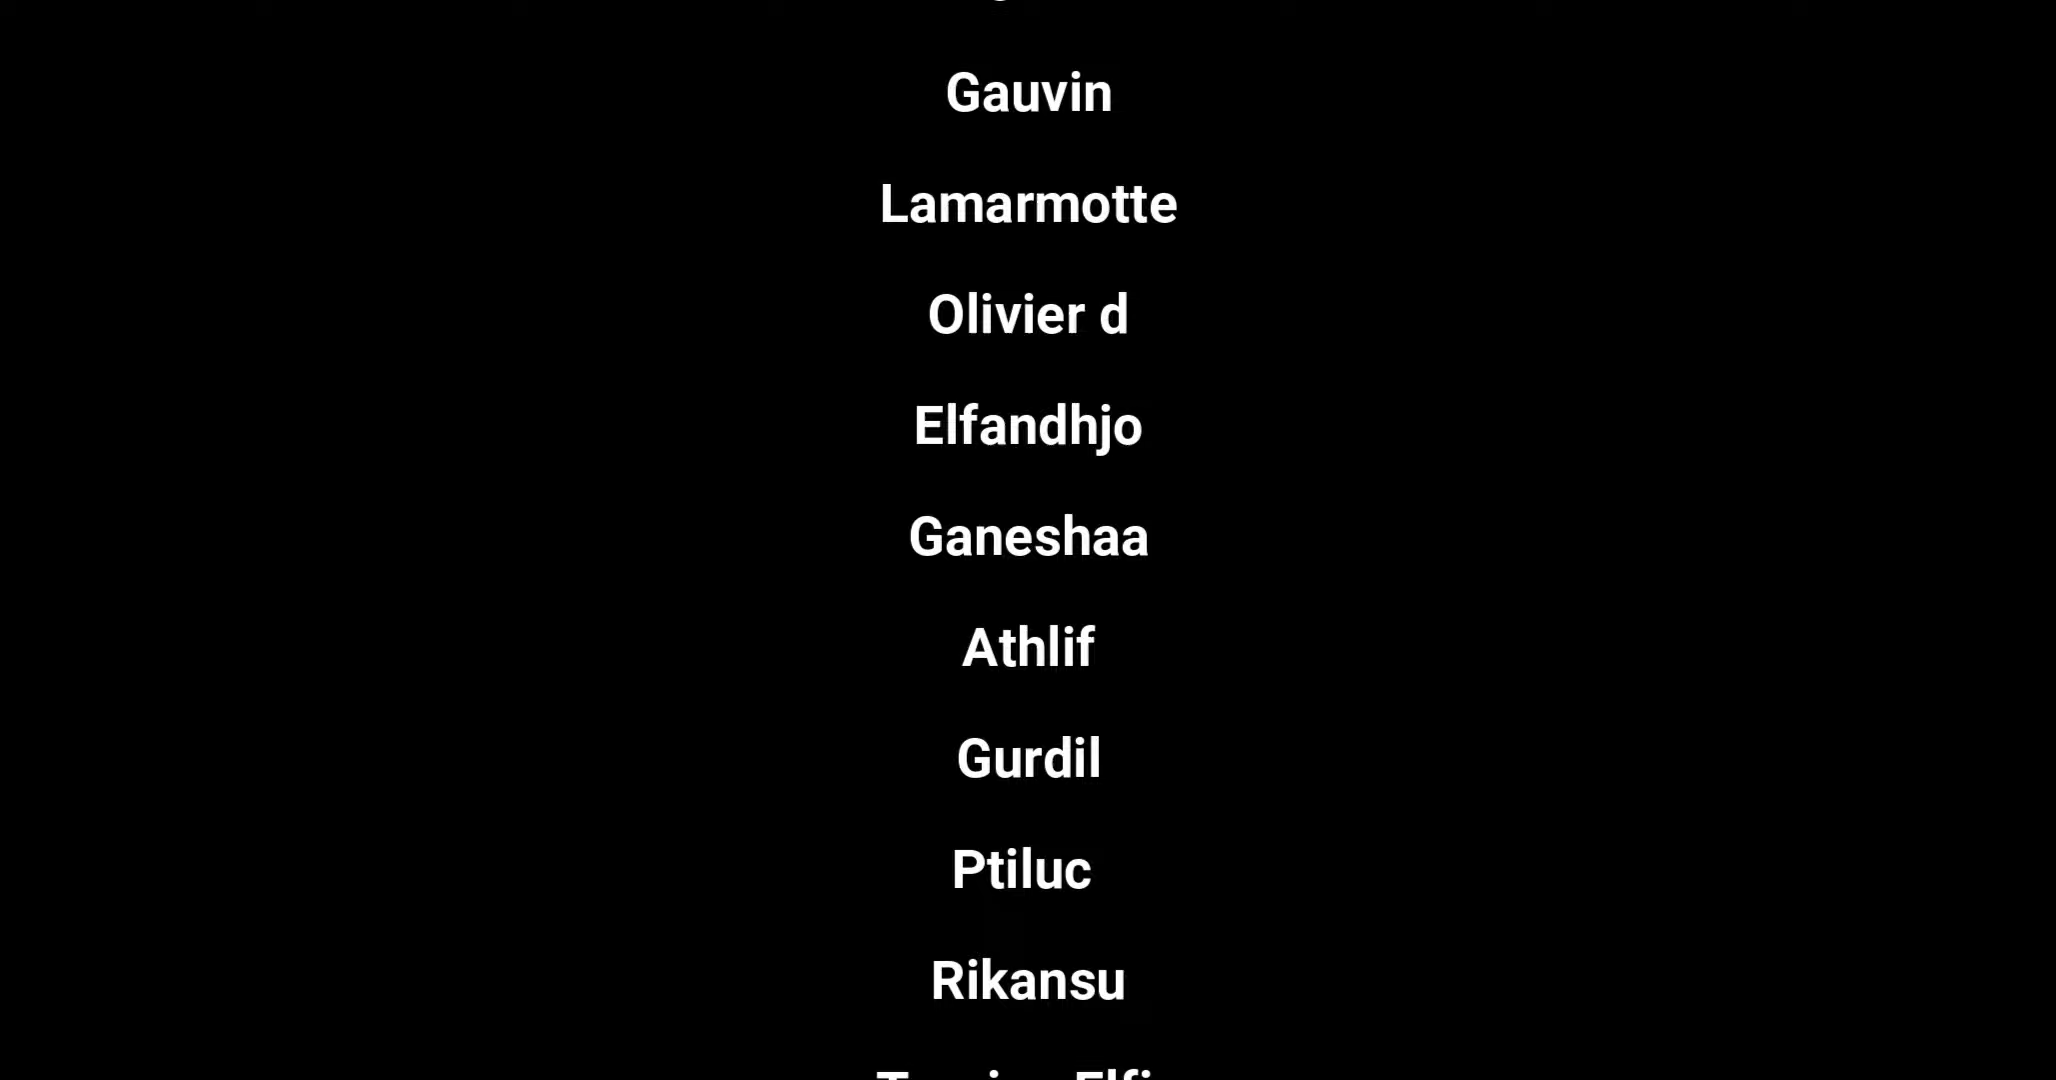 Gauvin
Lamarmotte
Olivier d
Elfandhjo
Ganeshaa
Athlif
Gurdil
Ptiluc
Rikansu